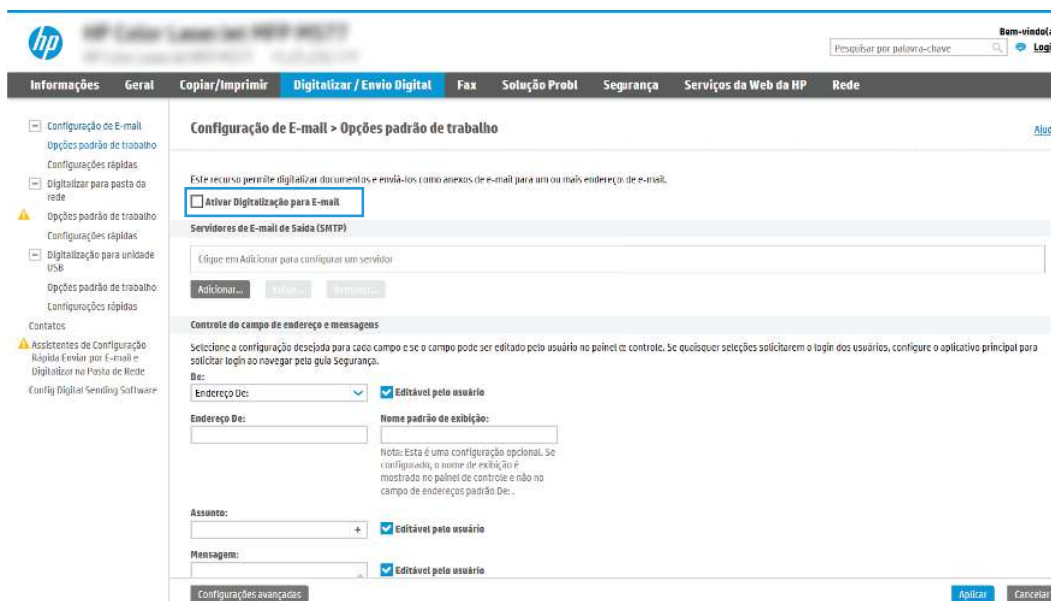 hp
Bem-vindo(a
Pesquisar por palavra-chave
Logi
Informações Geral Copiar/Imprimir Digitalizar / Envio Digital Fax Solução Probl Segurança Serviços da Web da HP Rede
Configuração de E-mail
Opções padrão de trabalho
Configurações rápidas
Digitalizar para pasta da
rede
Opções padrão de trabalho
Configurações rápidas
Digitalização para unidade
USB
Opções padrão de trabalho
Configurações rápidas
Contatos
Assistentes de Configuração
Rápida Enviar por E-mail e
Digitalizar na Pasta de Rede
Config Digital Sending Software
Configuração de E-mail > Opções padrão de trabalho
Ajud
Este recurso permite digitalizar documentos e enviá-los como anexos de e-mail para um ou mais endereços de e-mail.
Ativar Digitalização para E-mail
Servidores de E-mail de Saída (SMTP)
Clique em Adicionar para configurar um servidor
Adicionar... Editar... Remover...
Controle do campo de endereço e mensagens
Selecione a configuração desejada para cada campo e se o campo pode ser editado pelo usuário no painel de controle. Se quaisquer seleções solicitarem o login dos usuários, configure o aplicativo principal para
solicitar login ao navegar pela guia Segurança.
De:
Endereço De: Editável pelo usuário
Endereço De: Nome padrão de exibição:
Nota: Esta é uma configuração opcional. Se
configurado, o nome de exibição é
mostrado no painel de controle e não no
campo de endereços padrão De:.
Assunto:
+ Editável pelo usuário
Mensagem:
Editável pelo usuário
Configurações avançadas Aplicar Cancelar